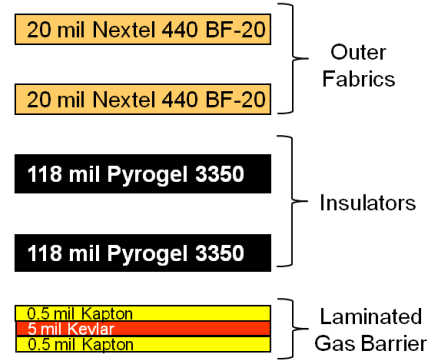 20 mil Nextel 440 BF-20
20 mil Nextel 440 BF-20
Outer
Fabrics
118 mil Pyrogel 3350
118 mil Pyrogel 3350
Insulators
0.5 mil Kapton
5 mil Kevlar
0.5 mil Kapton
Laminated
Gas Barrier